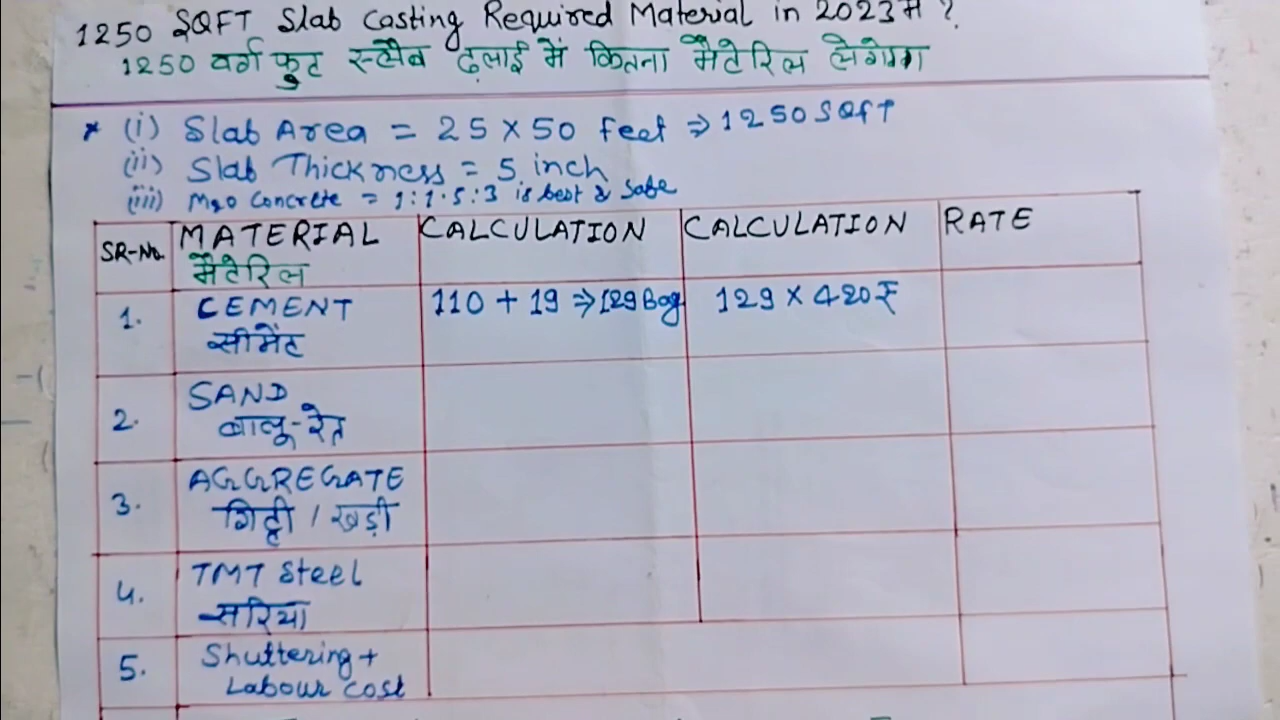 1250 SQFT Slab Casting Required Material in 2023 में ?
1250 वर्ग फुट स्लैब ढ़लाई में कितना मैटेरिल लगेगा
* (i) Slab Area = 25 × 50 Feet ⇒ 1250 SQFT
(ii) Slab Thickness = 5 inch
(iii) M20 Concrete = 1:1.5:3 is best & Safe
SR-No. MATERIAL CALCULATION CALCULATION RATE
मैटेरिल
1. CEMENT 110 + 19 ⇒ 129 Bag 129 × 420₹
सीमेंट
2. SAND
बालू-रेत
3. AGGREGATE
गिट्टी / खड़ी
4. TMT Steel
सरिया
5. Shuttering +
Labour cost